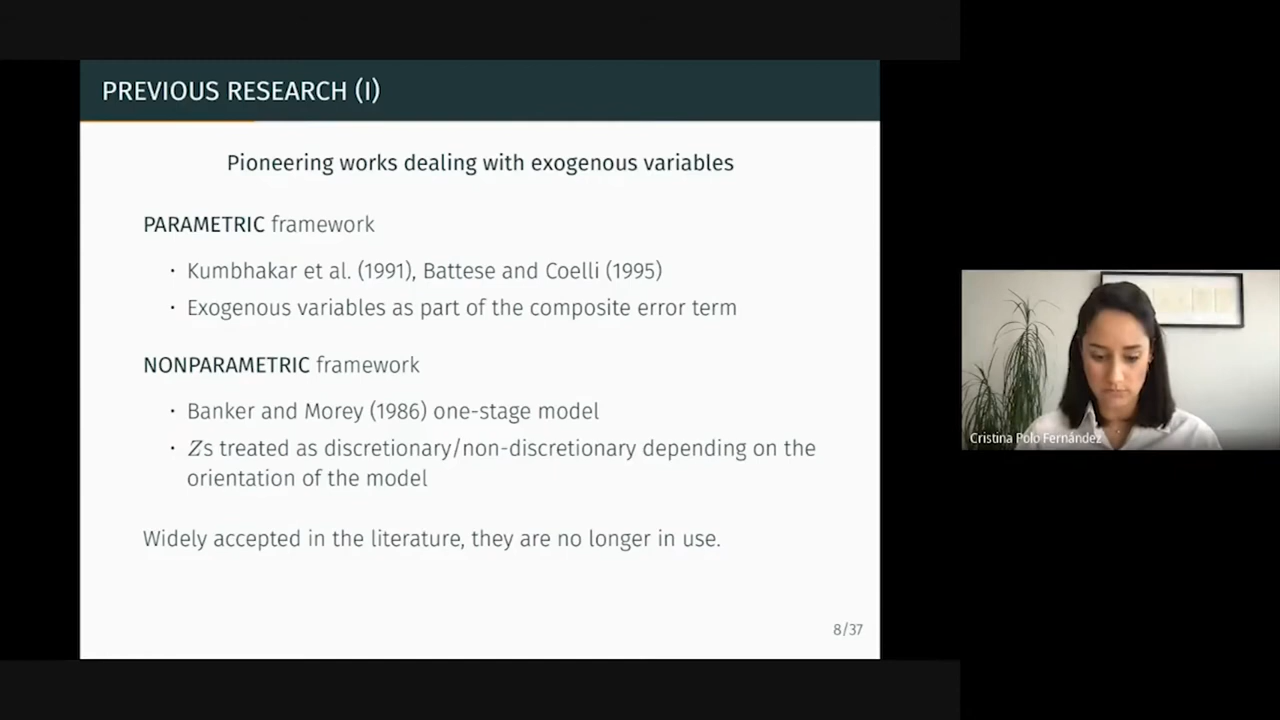 PREVIOUS RESEARCH (I)
Pioneering works dealing with exogenous variables
PARAMETRIC framework
· Kumbhakar et al. (1991), Battese and Coelli (1995)
· Exogenous variables as part of the composite error term
NONPARAMETRIC framework
· Banker and Morey (1986) one-stage model
· Zs treated as discretionary/non-discretionary depending on the
orientation of the model
Widely accepted in the literature, they are no longer in use.
8/37
Cristina Polo Fernández